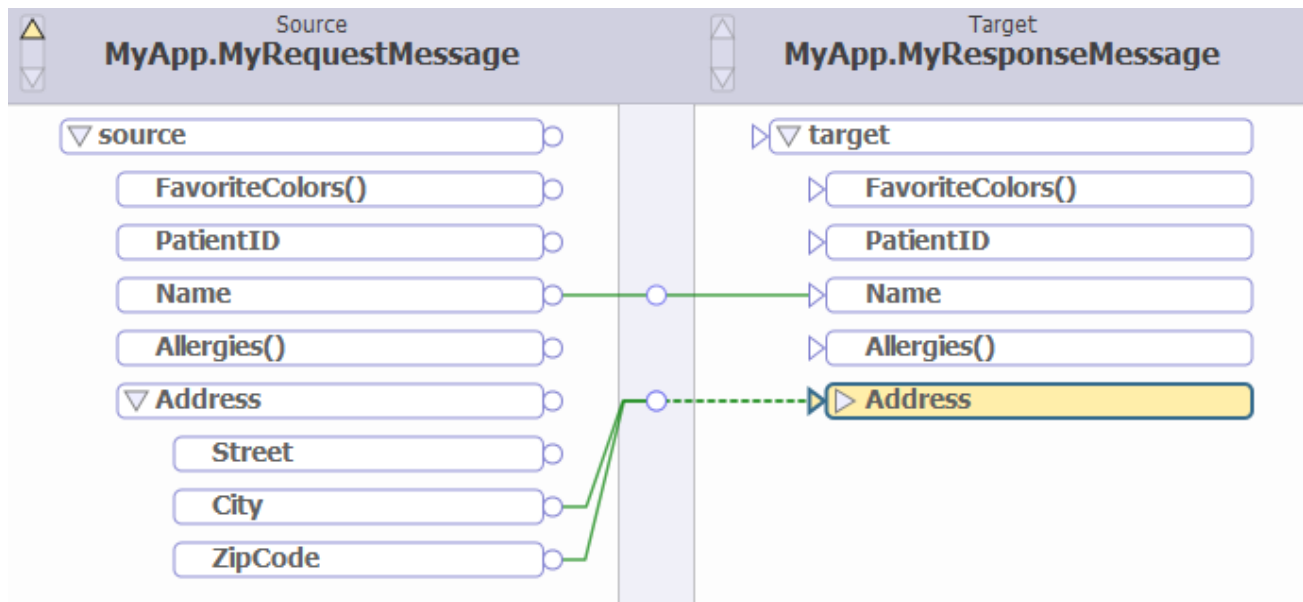 Source
MyApp.MyRequestMessage
Target
MyApp.MyResponseMessage
source
target
FavoriteColors()
FavoriteColors()
PatientID
PatientID
Name
Name
Allergies()
Allergies()
Address
Address
Street
City
ZipCode